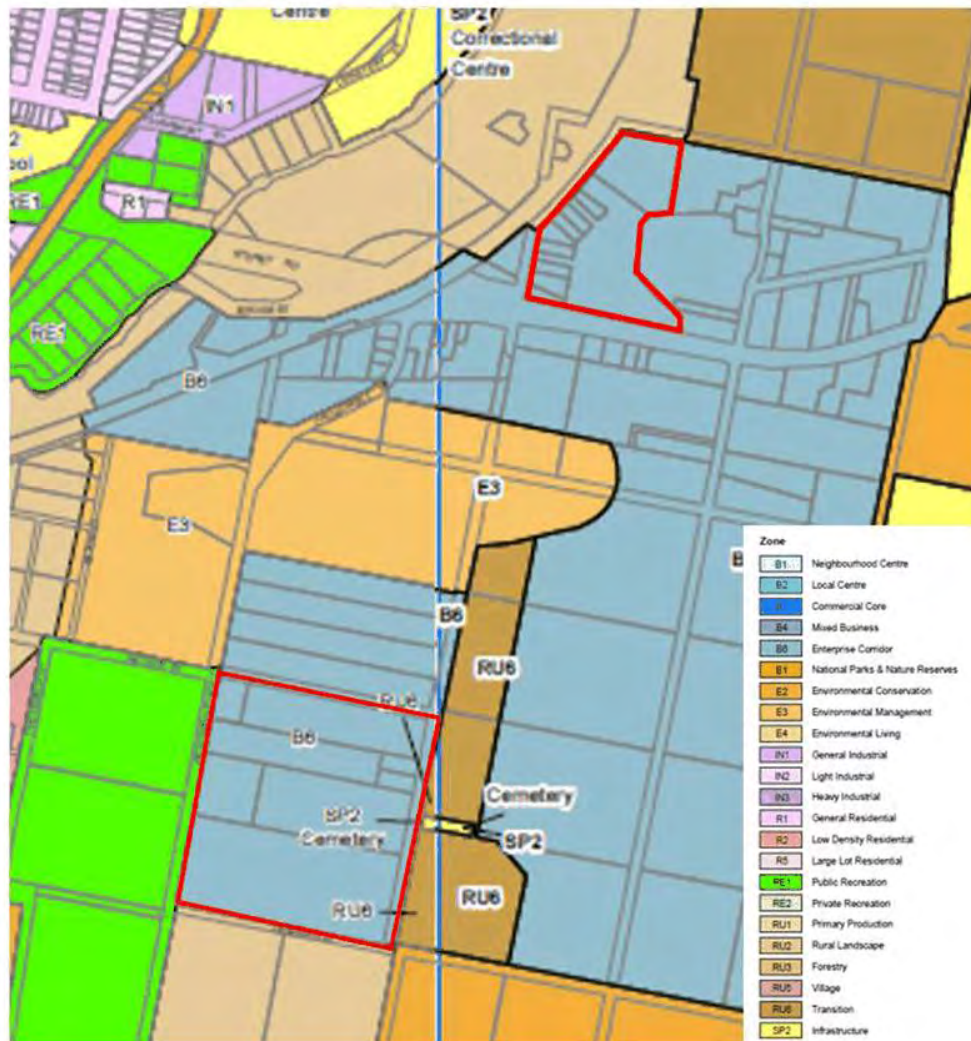 Centre
SP2
Correctional
Centre
IN1
2
ool
RE1
R1
RE1
B6
E3
E3
B6
RU6
RU6
B6
SP2
Cemetery
Cemetery
SP2
RU6
RU6
B
Zone
B1 Neighbourhood Centre
B2 Local Centre
Commercial Core
B4 Mixed Business
B6 Enterprise Corridor
B1 National Parks & Nature Reserves
E2 Environmental Conservation
E3 Environmental Management
E4 Environmental Living
IN1 General Industrial
IN2 Light Industrial
IN3 Heavy Industrial
R1 General Residential
R2 Low Density Residential
R5 Large Lot Residential
RE1 Public Recreation
RE2 Private Recreation
RU1 Primary Production
RU2 Rural Landscape
RU3 Forestry
RU5 Village
RU6 Transition
SP2 Infrastructure